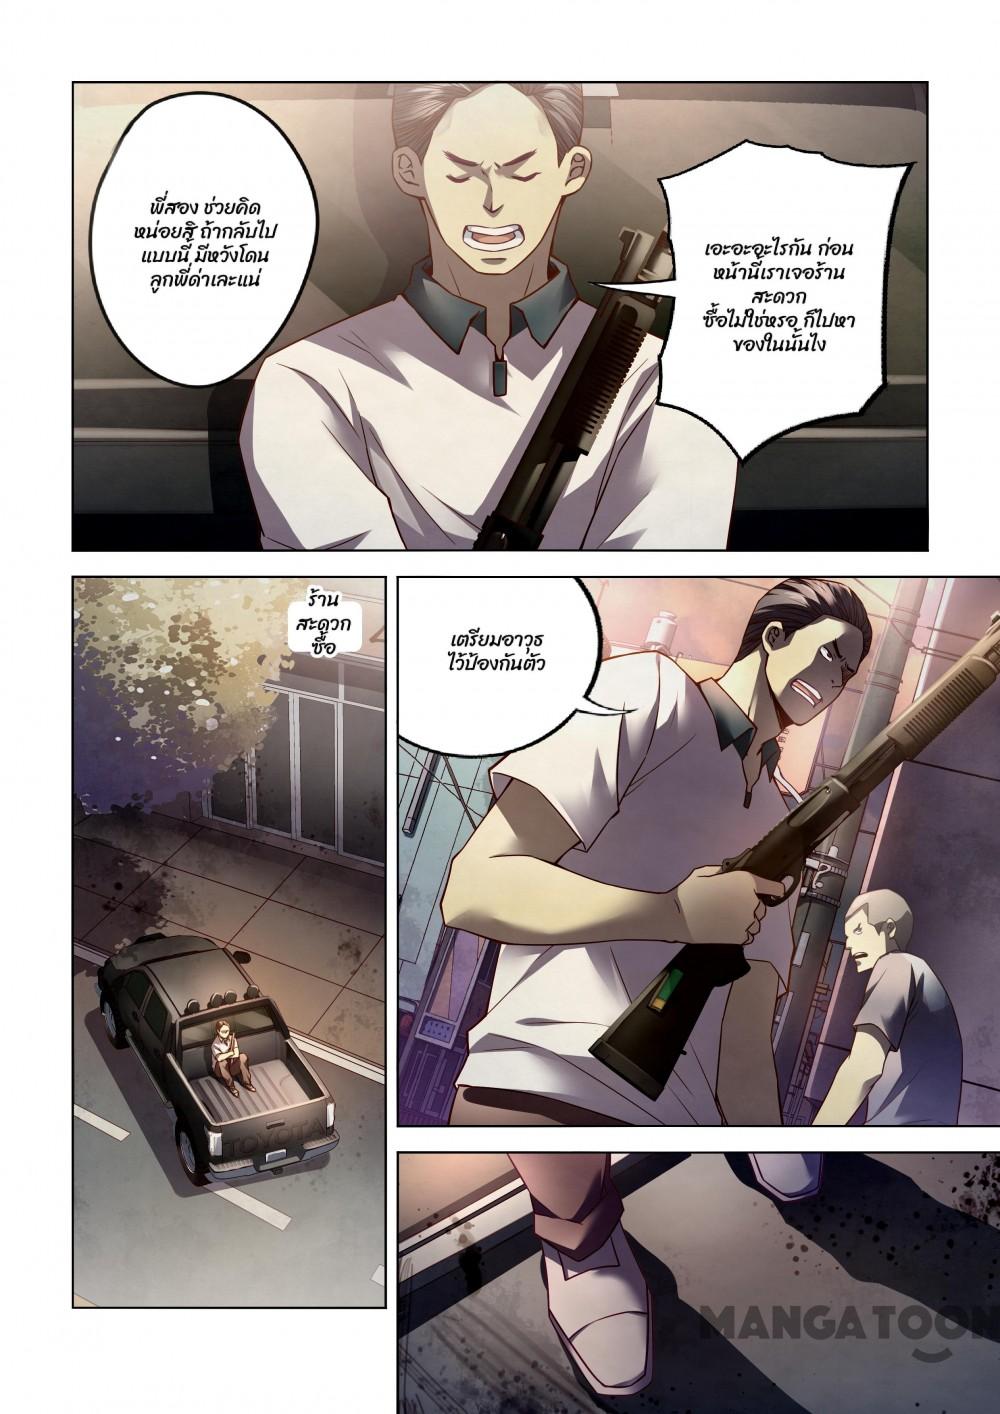 พี่สอง ช่วยคิด
หน่อยสิ ถ้ากลับไป
แบบนี้ มีหวังโดน
ลูกพี่ด่าเละแน่
เอะอะอะไรกัน ก่อน
หน้านี้เราเจอร้าน
สะดวก
ซื้อไม่ใช่หรอ ก็ไปหา
ของในนั้นไง
ร้าน
สะดวก
ซื้อ
เตรียมอาวุธ
ไว้ป้องกันตัว
TOYOTA
MANGATOON